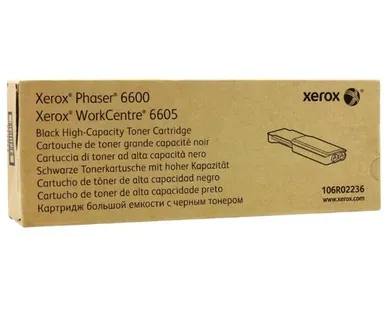 Xerox® Phaser® 6600
Xerox® WorkCentre® 6605
xerox
Black High-Capacity Toner Cartridge
Cartouche de toner grande capacité noir
Cartuccia di toner ad alta capacità nero
Schwarze Tonerkartusche mit hoher Kapazität
Cartucho de tóner de alta capacidad negro
Cartucho de toner de alta capacidade preto
Картридж большой емкости с черным тонером
106R02236
www.xerox.com